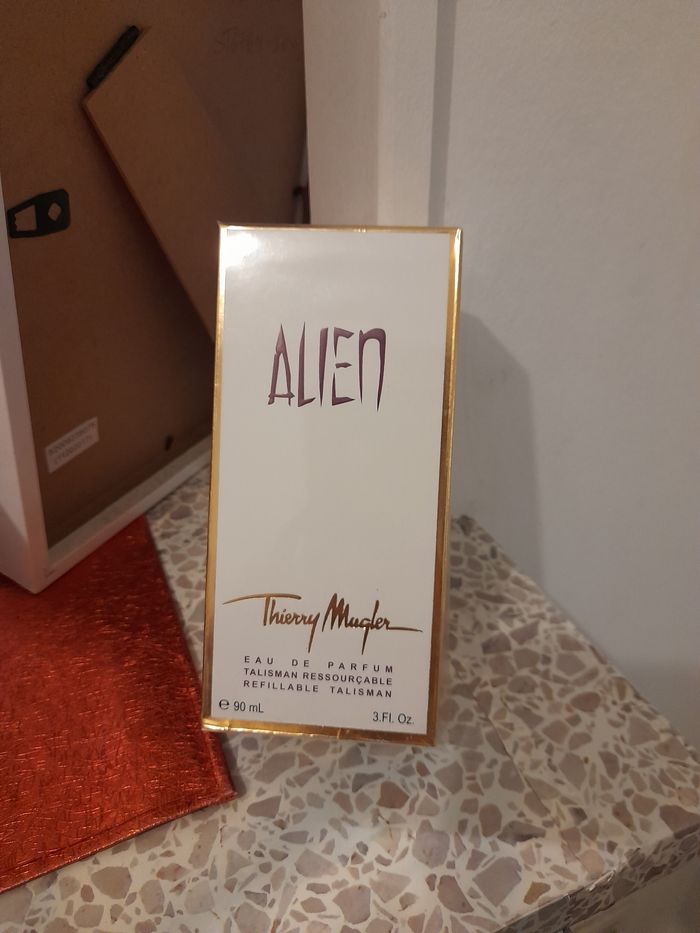 ALIEN
Thierry Mugler
EAU DE PARFUM
TALISMAN RESSOURÇABLE
REFILLABLE TALISMAN
e 90 mL
3.Fl. Oz.